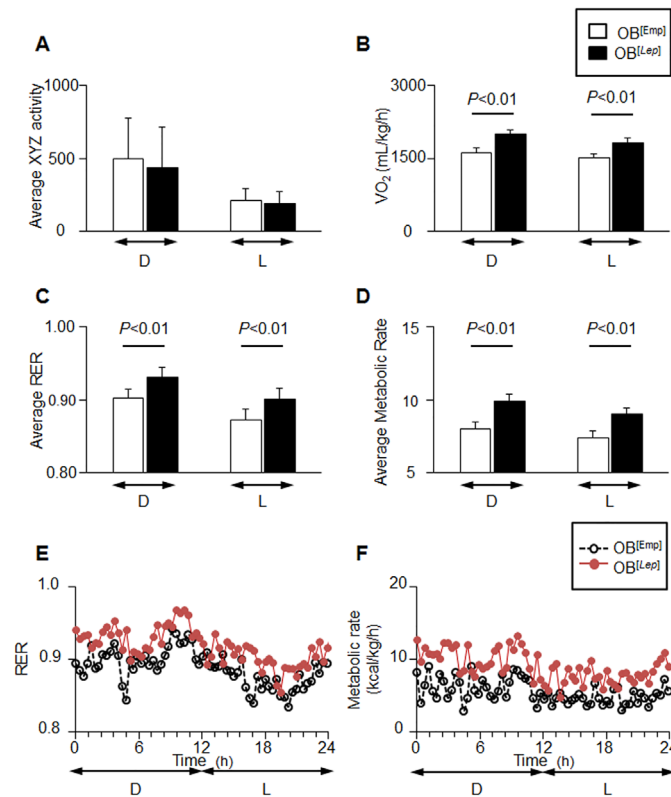 A
B
OB[Emp]
OB[Lep]
Average XYZ activity
1000
500
0
D
L
VO2 (mL/kg/h)
3000
1500
0
P<0.01
P<0.01
D
L
C
D
Average RER
1.00
0.90
0.80
P<0.01
P<0.01
D
L
Average Metabolic Rate
15
10
5
P<0.01
P<0.01
D
L
E
F
OB[Emp]
OB[Lep]
RER
1.0
0.9
0.8
0
6
12
18
24
Time (h)
D
L
Metabolic rate
(kcal/kg/h)
20
10
0
0
6
12
18
24
Time (h)
D
L